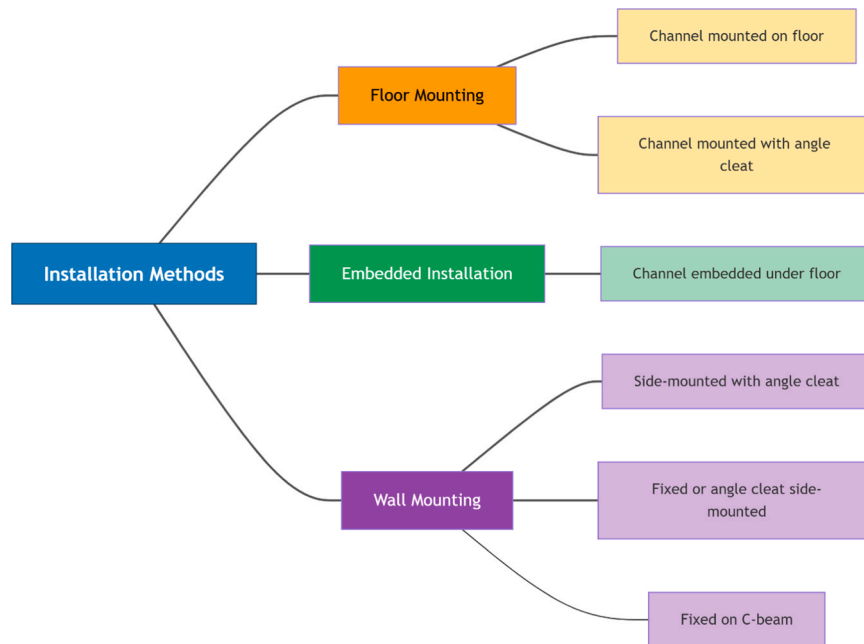 Channel mounted on floor
Floor Mounting
Channel mounted with angle
cleat
Installation Methods
Embedded Installation
Channel embedded under floor
Side-mounted with angle cleat
Wall Mounting
Fixed or angle cleat side-
mounted
Fixed on C-beam